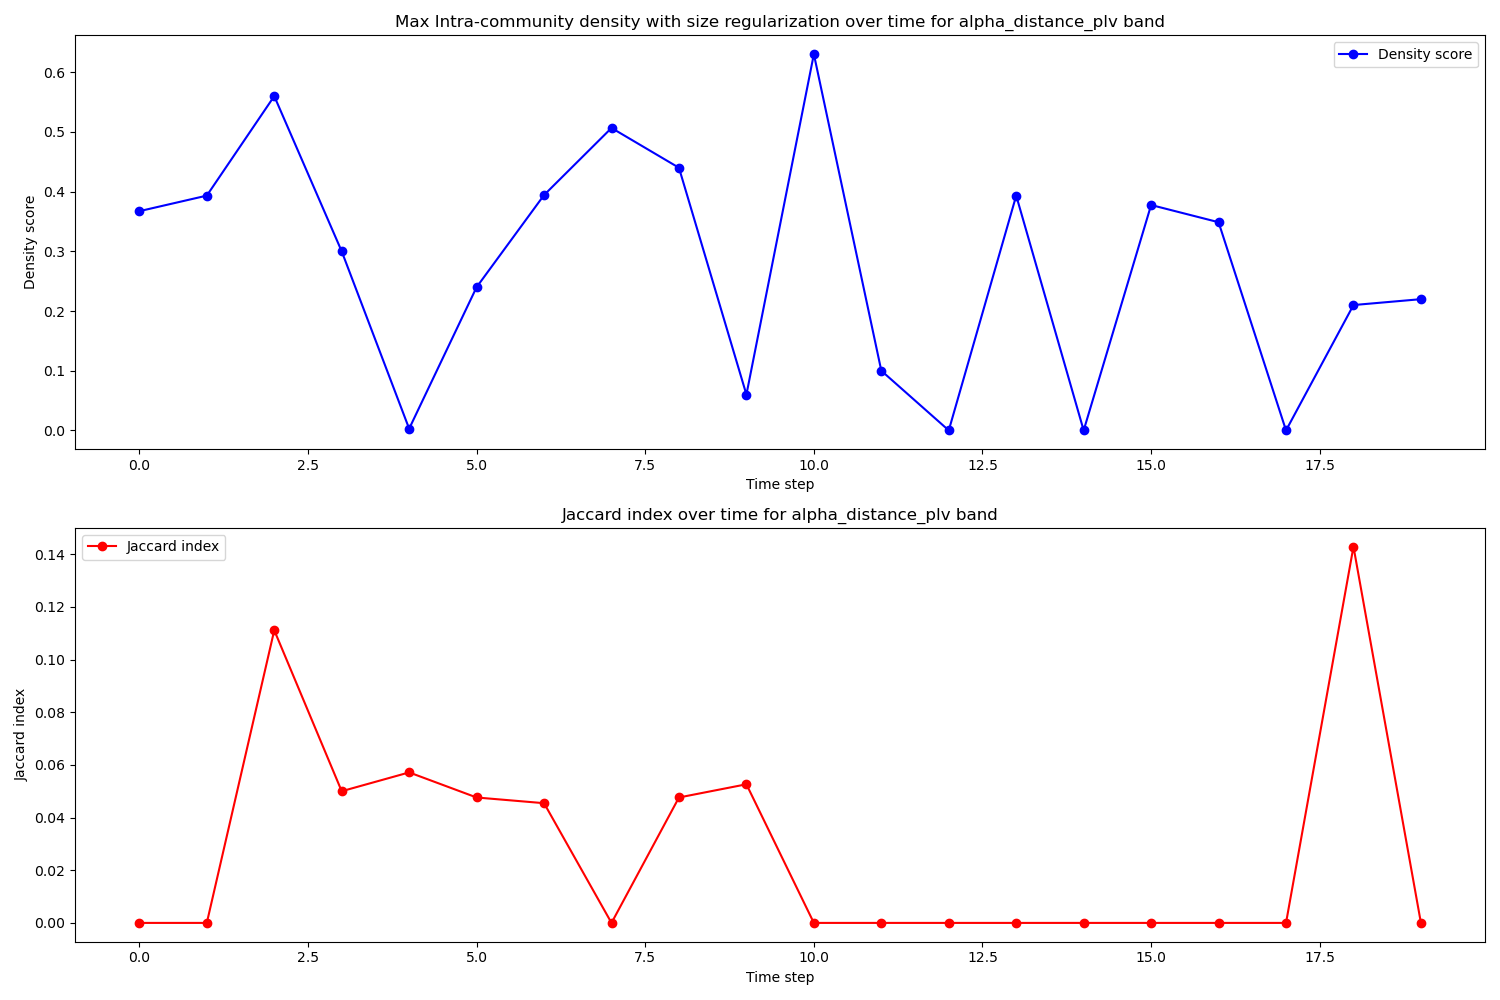 Max Intra-community density with size regularization over time for alpha_distance_plv band
Density score
0.6
0.5
0.4
0.3
0.2
0.1
0.0
Density score
0.0 2.5 5.0 7.5 10.0 12.5 15.0 17.5
Time step
Jaccard index over time for alpha_distance_plv band
Jaccard index
0.14
0.12
0.10
0.08
0.06
0.04
0.02
0.00
Jaccard index
0.0 2.5 5.0 7.5 10.0 12.5 15.0 17.5
Time step